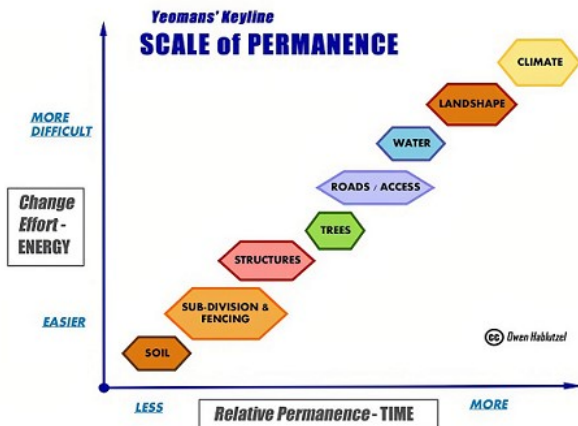 Yeomans' Keyline
SCALE of PERMANENCE
CLIMATE
LANDSHAPE
MORE
DIFFICULT
WATER
ROADS / ACCESS
Change
Effort -
ENERGY
TREES
STRUCTURES
SUB-DIVISION &
FENCING
EASIER
cc Owen Hablutzel
SOIL
LESS
Relative Permanence - TIME
MORE